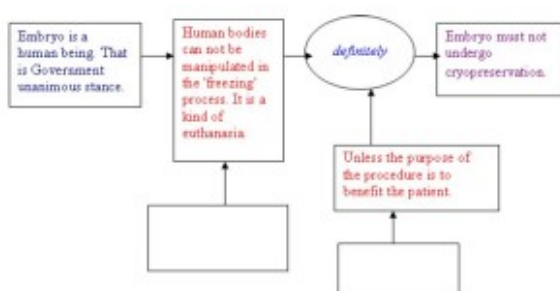 Embryo is a
human being. That
is Government
unanimous stance.
Human bodies
can not be
manipulated in
the 'freezing'
process. It is a
kind of
euthanasia
definitely
Embryo must not
undergo
cryopreservation.
Unless the purpose of
the procedure is to
benefit the patient.